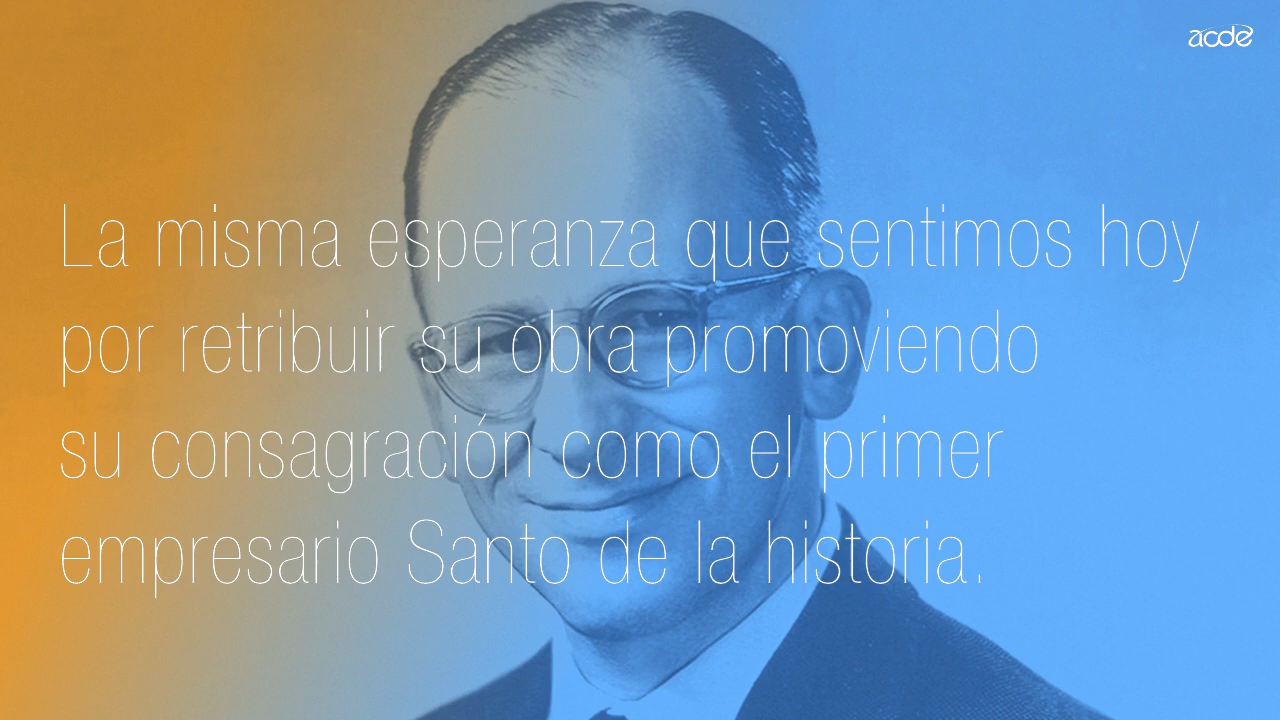 acde
La misma esperanza que sentimos hoy
por retribuir su obra promoviendo
su consagración como el primer
empresario Santo de la historia.